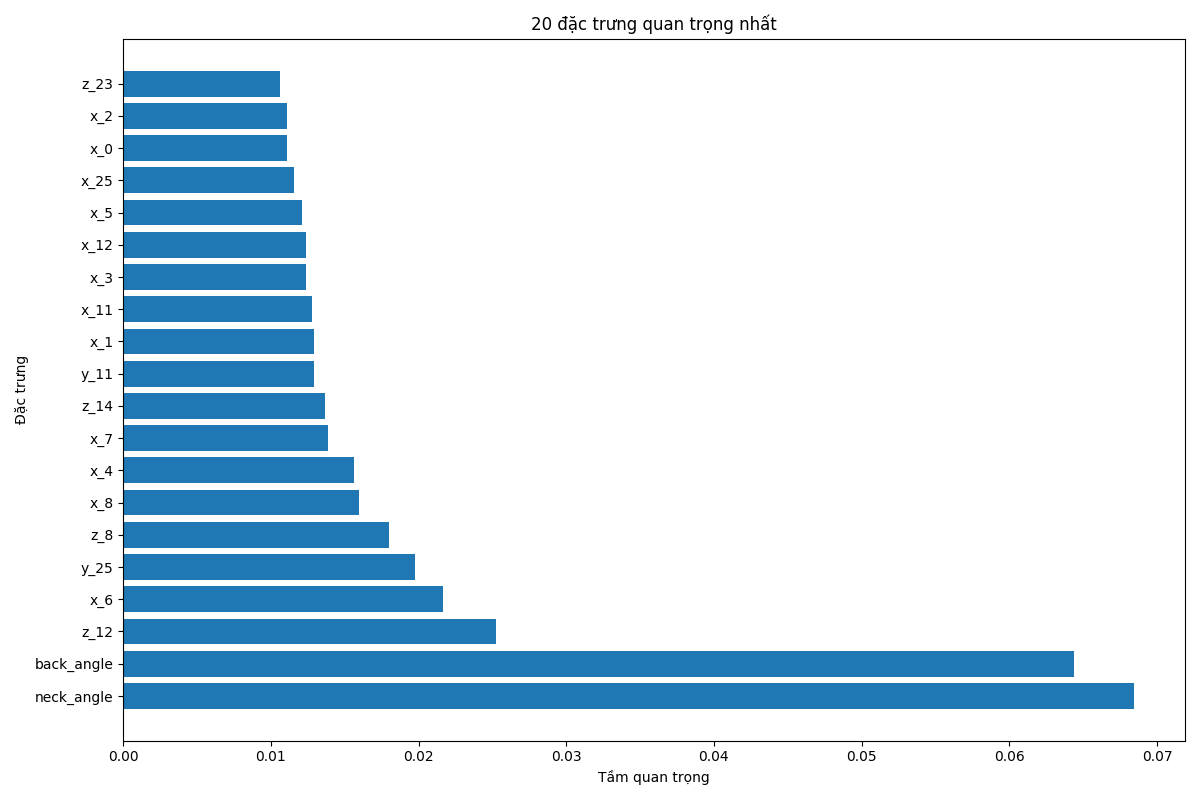 20 đặc trưng quan trọng nhất
Đặc trưng
z_23
x_2
x_0
x_25
x_5
x_12
x_3
x_11
x_1
y_11
z_14
x_7
x_4
x_8
z_8
y_25
x_6
z_12
back_angle
neck_angle
0.00 0.01 0.02 0.03 0.04 0.05 0.06 0.07
Tầm quan trọng